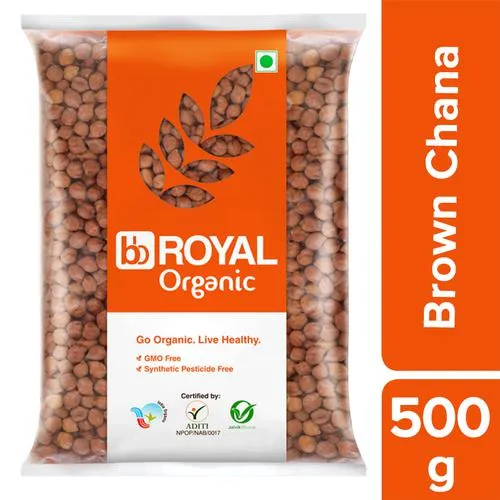 bb ROYAL
Organic
Go Organic. Live Healthy.
GMO Free
Synthetic Pesticide Free
Certified by:
ADITI
NPOP/NAB/0017
Brown Chana
500
g